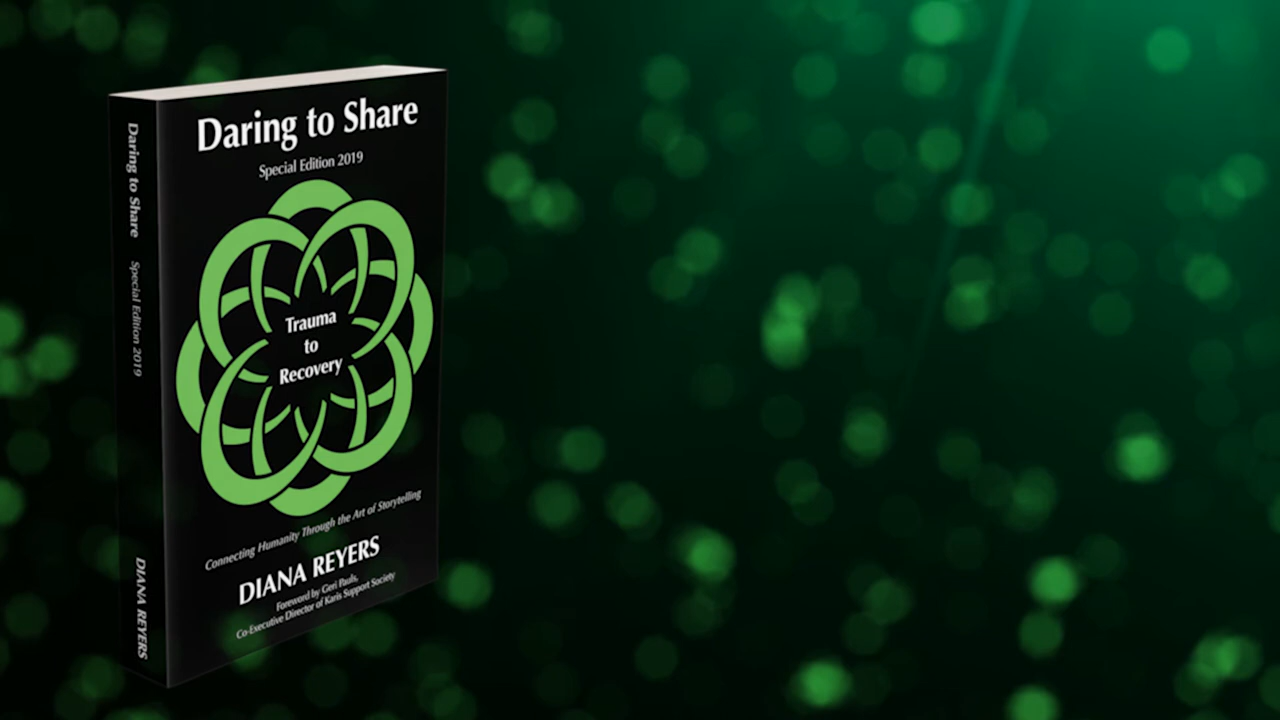 Daring to Share
Special Edition 2019
Trauma
to
Recovery
Connecting Humanity Through the Art of Storytelling
DIANA REYERS
Foreword by Geri Pauls,
Co-Executive Director of Karis Support Society
Daring to Share Special Edition 2019 DIANA REYERS